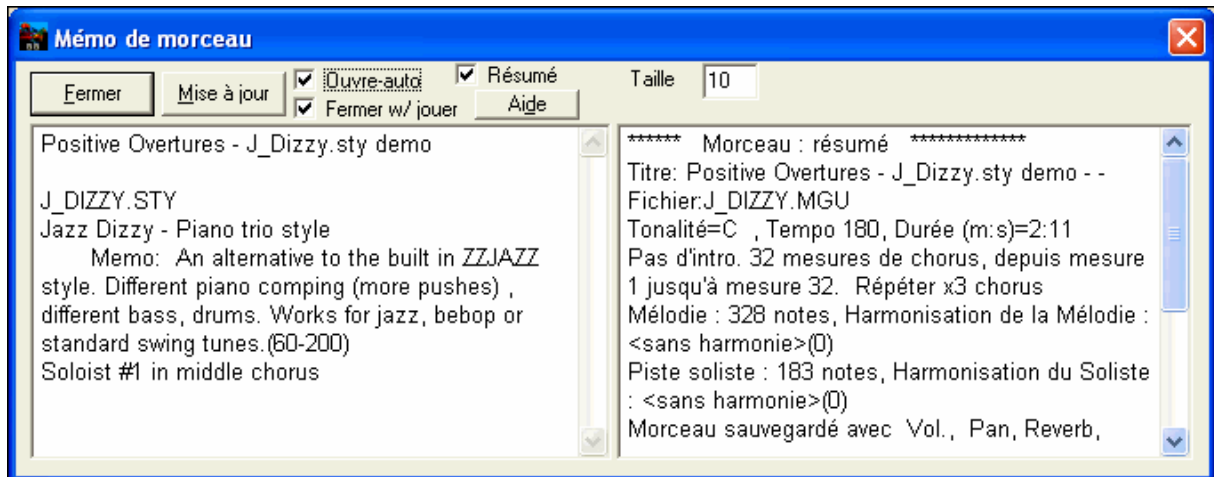 Mémo de morceau
Fermer
Mise à jour
Ouvre-auto
Résumé
Taille 10
Fermer w/ jouer
Aide
Positive Overtures - J_Dizzy.sty demo
J_DIZZY.STY
Jazz Dizzy - Piano trio style
Memo: An alternative to the built in ZZJAZZ
style. Different piano comping (more pushes) ,
different bass, drums. Works for jazz, bebop or
standard swing tunes.(60-200)
Soloist #1 in middle chorus
****** Morceau : résumé *************
Titre: Positive Overtures - J_Dizzy.sty demo - -
Fichier:J_DIZZY.MGU
Tonalité=C , Tempo 180, Durée (m:s)=2:11
Pas d'intro. 32 mesures de chorus, depuis mesure
1 jusqu'à mesure 32. Répéter x3 chorus
Mélodie : 328 notes, Harmonisation de la Mélodie :
<sans harmonie>(0)
Piste soliste : 183 notes, Harmonisation du Soliste
: <sans harmonie>(0)
Morceau sauvegardé avec Vol., Pan, Reverb,